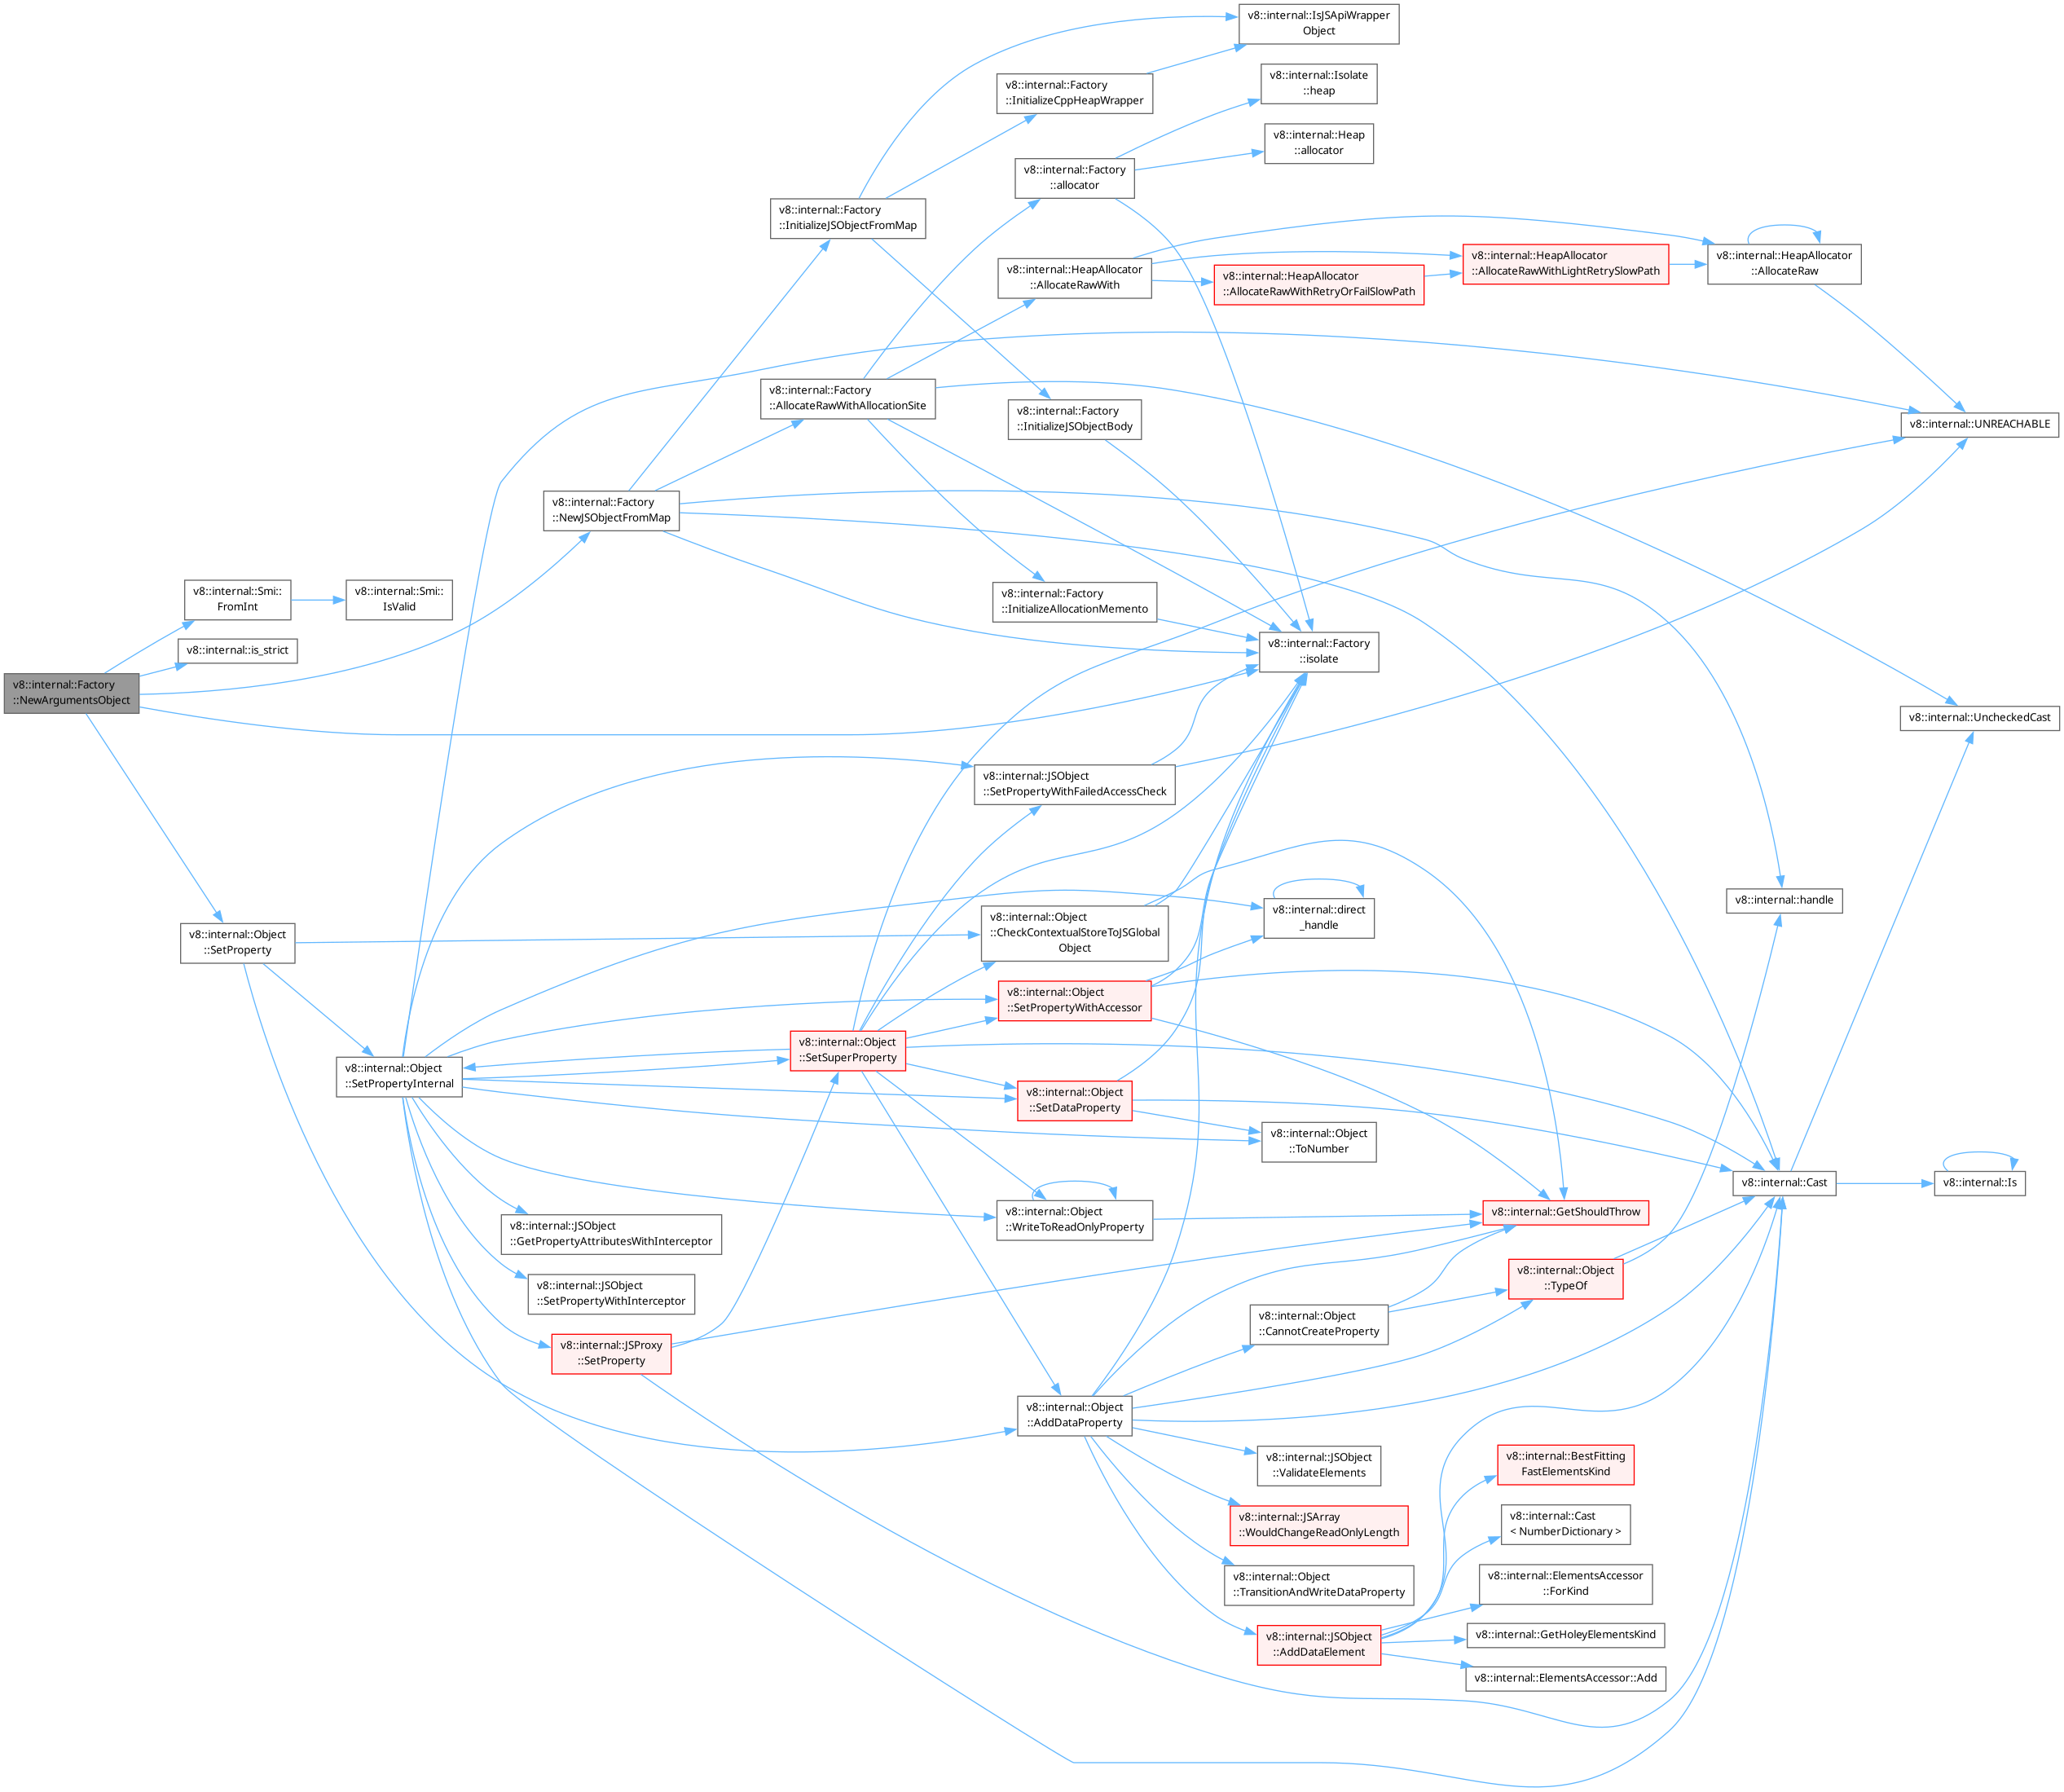 v8::internal::IsJSApiWrapper
Object
v8::internal::Isolate
::heap
v8::internal::Factory
::InitializeCppHeapWrapper
v8::internal::Heap
::allocator
v8::internal::Factory
::allocator
v8::internal::Factory
::InitializeJSObjectFromMap
v8::internal::HeapAllocator
::AllocateRawWith
v8::internal::HeapAllocator
::AllocateRawWithRetryOrFailSlowPath
v8::internal::HeapAllocator
::AllocateRawWithLightRetrySlowPath
v8::internal::HeapAllocator
::AllocateRaw
v8::internal::Factory
::AllocateRawWithAllocationSite
v8::internal::Factory
::InitializeJSObjectBody
v8::internal::UNREACHABLE
v8::internal::Factory
::NewJSObjectFromMap
v8::internal::Smi::
FromInt
v8::internal::Smi::
IsValid
v8::internal::Factory
::InitializeAllocationMemento
v8::internal::is_strict
v8::internal::Factory
::isolate
v8::internal::Factory
::NewArgumentsObject
v8::internal::UncheckedCast
v8::internal::JSObject
::SetPropertyWithFailedAccessCheck
v8::internal::handle
v8::internal::direct
_handle
v8::internal::Object
::CheckContextualStoreToJSGlobal
Object
v8::internal::Object
::SetProperty
v8::internal::Object
::SetPropertyWithAccessor
v8::internal::Object
::SetSuperProperty
v8::internal::Object
::SetPropertyInternal
v8::internal::Object
::SetDataProperty
v8::internal::Object
::ToNumber
v8::internal::Cast
v8::internal::Is
v8::internal::Object
::WriteToReadOnlyProperty
v8::internal::GetShouldThrow
v8::internal::JSObject
::GetPropertyAttributesWithInterceptor
v8::internal::JSObject
::SetPropertyWithInterceptor
v8::internal::Object
::TypeOf
v8::internal::Object
::CannotCreateProperty
v8::internal::JSProxy
::SetProperty
v8::internal::Object
::AddDataProperty
v8::internal::JSObject
::ValidateElements
v8::internal::BestFitting
FastElementsKind
v8::internal::JSArray
::WouldChangeReadOnlyLength
v8::internal::Cast
< NumberDictionary >
v8::internal::Object
::TransitionAndWriteDataProperty
v8::internal::ElementsAccessor
::ForKind
v8::internal::JSObject
::AddDataElement
v8::internal::GetHoleyElementsKind
v8::internal::ElementsAccessor::Add